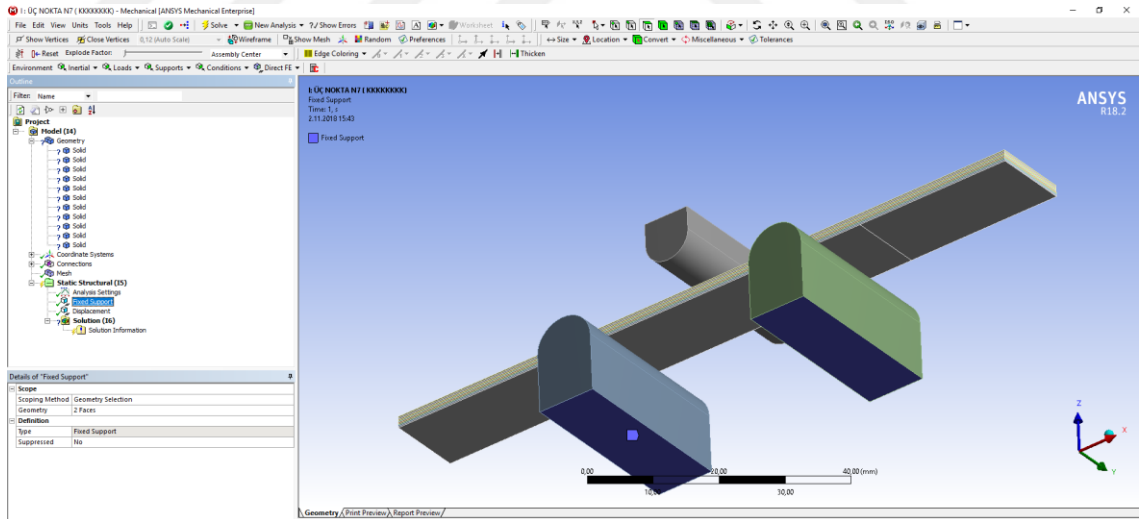 I : ÜÇ NOKTA N7 ( KKKKKKKK) - Mechanical [ANSYS Mechanical Enterprise]
File Edit View Units Tools Help Solve New Analysis ?/ Show Errors Worksheet
Show Vertices Close Vertices 0,12 (Auto Scale) Wireframe Show Mesh Random Preferences Size Location Convert Miscellaneous Tolerances
Reset Explode Factor: Assembly Center Edge Coloring Thicken
Environment Inertial Loads Supports Conditions Direct FE
Outline
Filter: Name
Project
Model (I4)
Geometry
Solid
Solid
Solid
Solid
Solid
Solid
Solid
Solid
Solid
Solid
Solid
Coordinate Systems
Connections
Mesh
Static Structural (I5)
Analysis Settings
Fixed Support
Displacement
Solution (I6)
Solution Information
Details of "Fixed Support"
Scope
Scoping Method Geometry Selection
Geometry 2 Faces
Definition
Type Fixed Support
Suppressed No
I: ÜÇ NOKTA N7 ( KKKKKKKK)
Fixed Support
Time: 1, s
2.11.2018 15:43
Fixed Support
ANSYS
R18.2
Z
X
Y
0,00 20,00 40,00 (mm)
10,00 30,00
Geometry Print Preview Report Preview